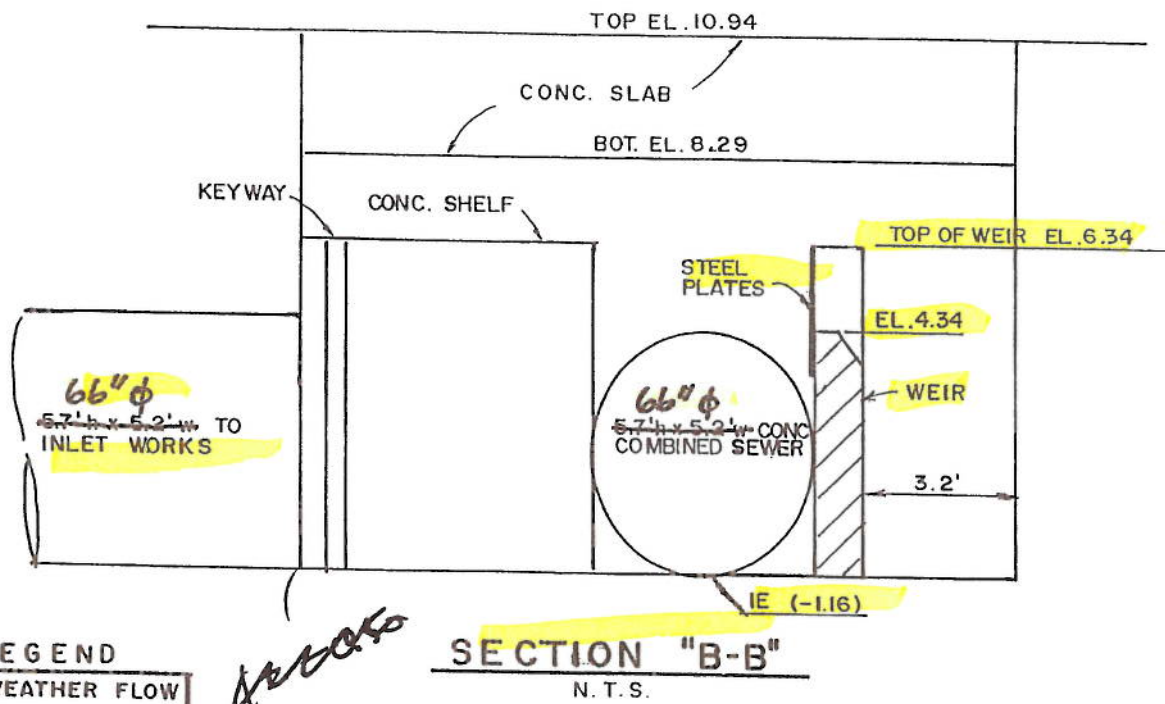 TOP EL.10.94
CONC. SLAB
BOT. EL. 8.29
KEYWAY
CONC. SHELF
TOP OF WEIR EL.6.34
STEEL
PLATES
EL.4.34
66"ϕ
5.7'h x 5.2'w TO
INLET WORKS
66"ϕ
5.7'h x 5.2'w CONC
COMBINED SEWER
WEIR
3.2'
IE (-1.16)
EGEND
EATHER FLOW
SECTION "B-B"
N.T.S.